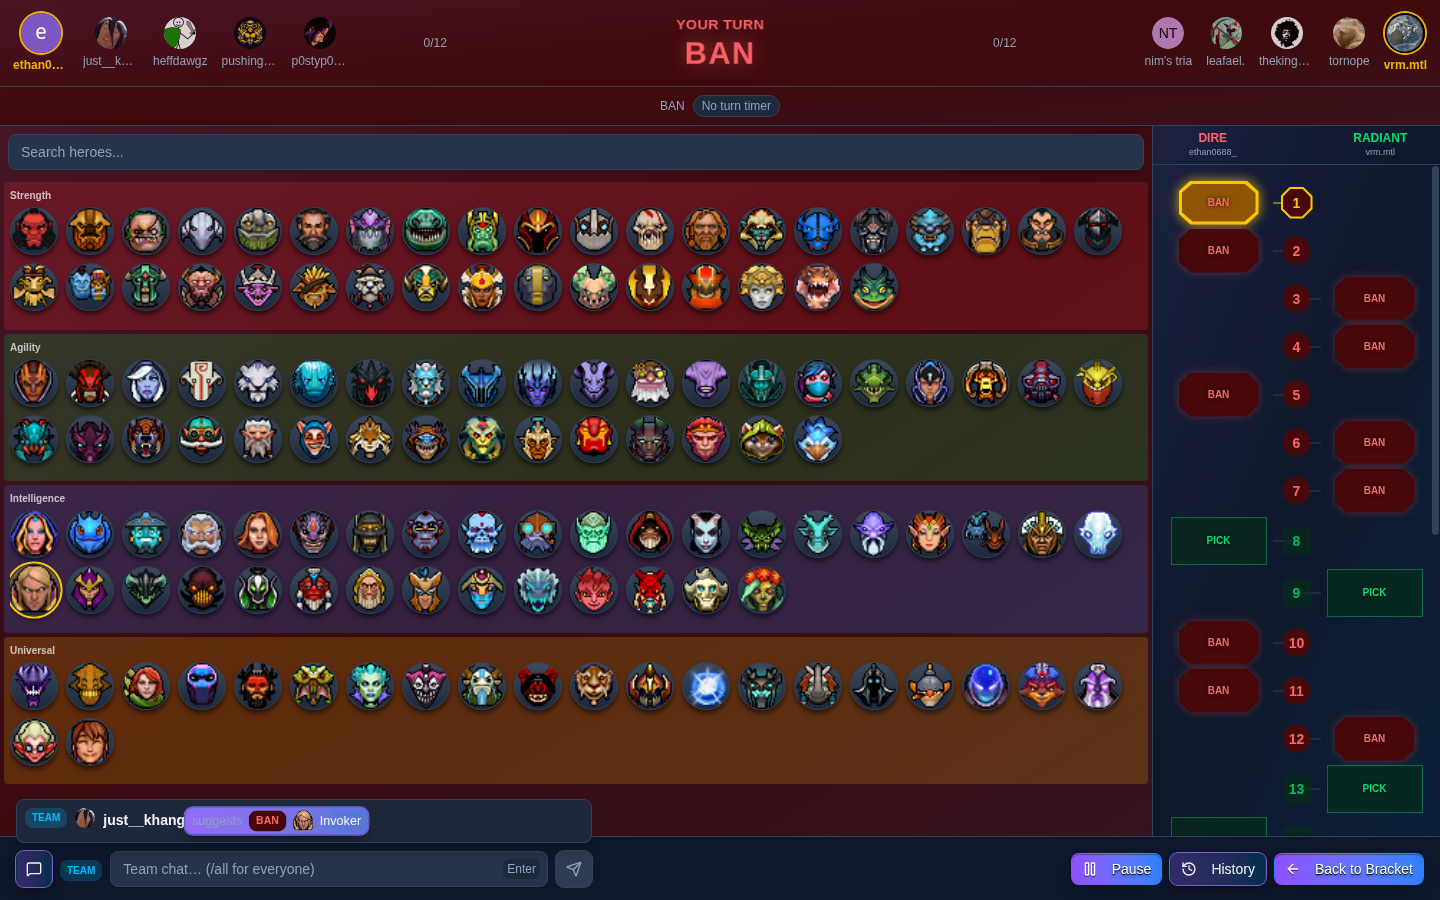 e
ethan0...
just__k...
heffdawgz
pushing...
p0styp0...
0/12
YOUR TURN
BAN
0/12
NT
nim's tria
leafael.
theking...
tornope
vrm.mtl
BAN
No turn timer
Search heroes...
DIRE
ethan0688_
RADIANT
vrm.mtl
Strength
Agility
Intelligence
Universal
BAN 1
BAN 2
3 BAN
4 BAN
BAN 5
6 BAN
7 BAN
PICK 8
9 PICK
BAN 10
BAN 11
12 BAN
13 PICK
TEAM just__khang suggests BAN Invoker
TEAM
Team chat… (/all for everyone)
Enter
Pause
History
Back to Bracket